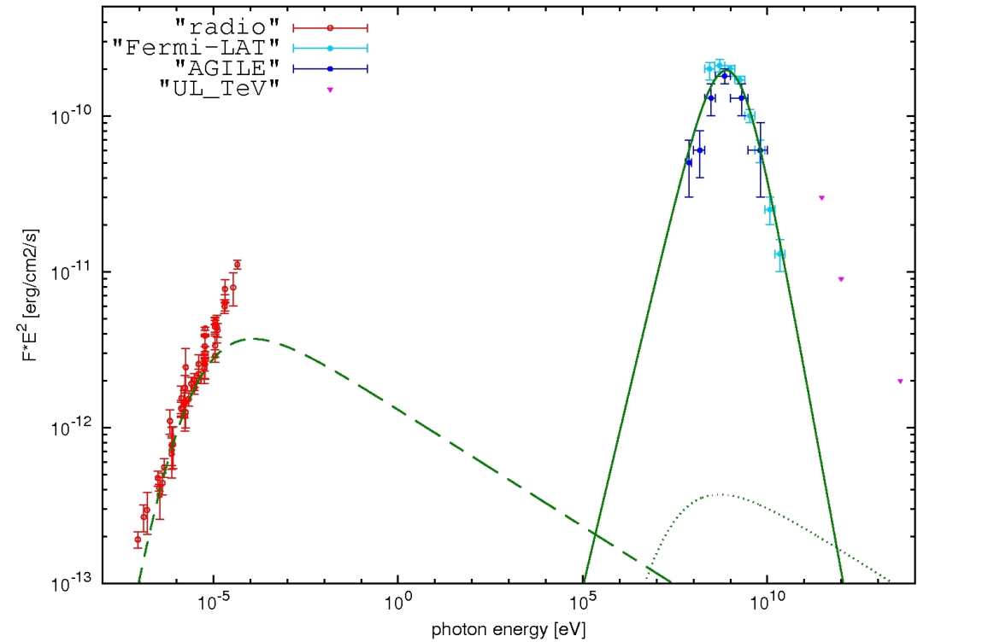 "radio"
"Fermi-LAT"
"AGILE"
"UL_TeV"
10^-10
10^-11
10^-12
10^-13
F*E^2 [erg/cm2/s]
10^-5 10^0 10^5 10^10
photon energy [eV]